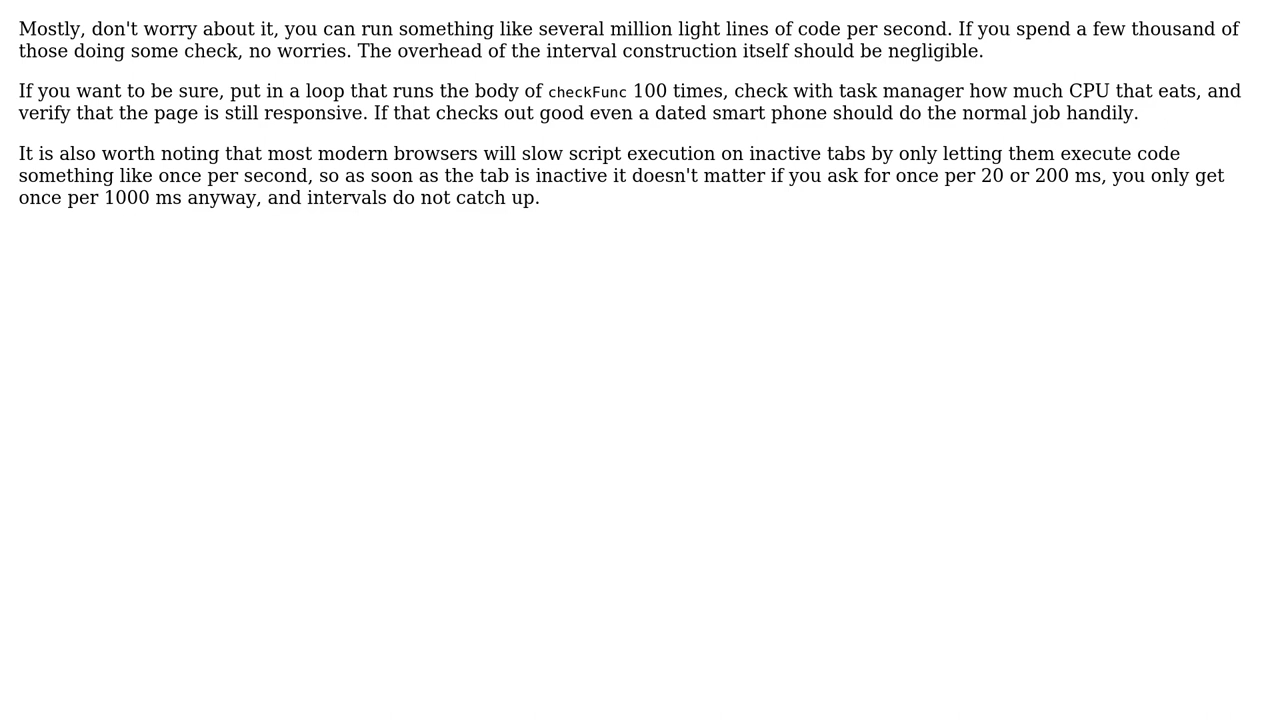 Mostly, don't worry about it, you can run something like several million light lines of code per second. If you spend a few thousand of
those doing some check, no worries. The overhead of the interval construction itself should be negligible.
If you want to be sure, put in a loop that runs the body of checkFunc 100 times, check with task manager how much CPU that eats, and
verify that the page is still responsive. If that checks out good even a dated smart phone should do the normal job handily.
It is also worth noting that most modern browsers will slow script execution on inactive tabs by only letting them execute code
something like once per second, so as soon as the tab is inactive it doesn't matter if you ask for once per 20 or 200 ms, you only get
once per 1000 ms anyway, and intervals do not catch up.